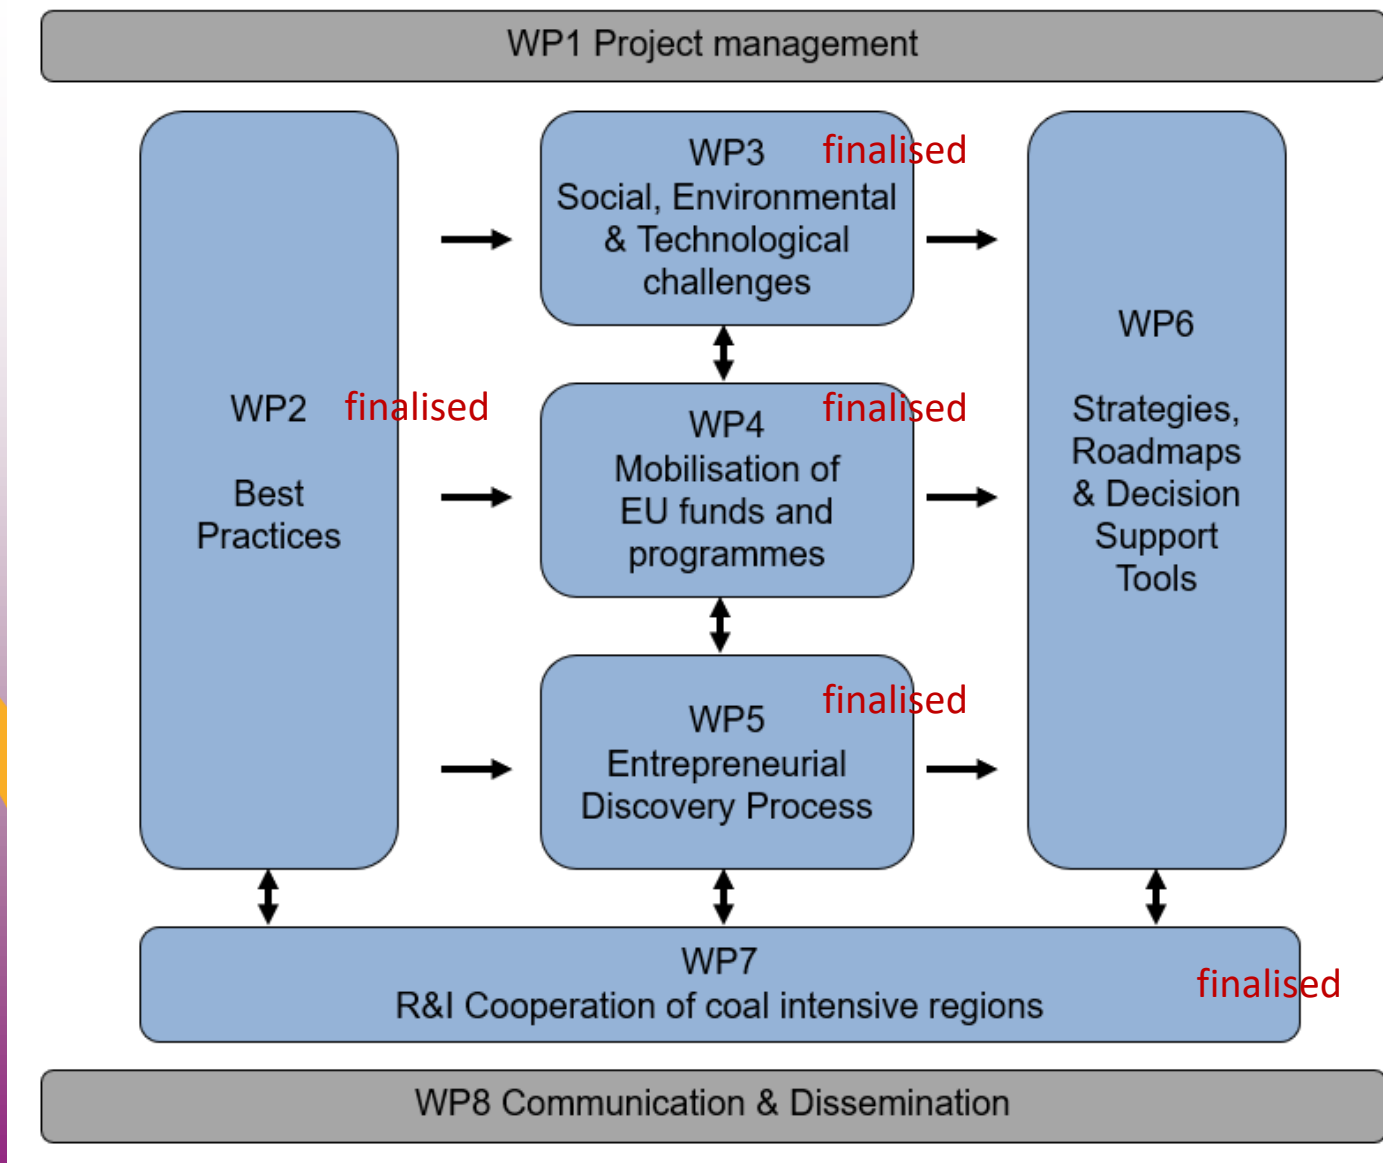 WP1 Project management
WP2
finalised
Best
Practices
WP3
finalised
Social, Environmental
& Technological
challenges
WP4
finalised
Mobilisation of
EU funds and
programmes
WP5
finalised
Entrepreneurial
Discovery Process
WP6
Strategies,
Roadmaps
& Decision
Support
Tools
WP7
finalised
R&I Cooperation of coal intensive regions
WP8 Communication & Dissemination